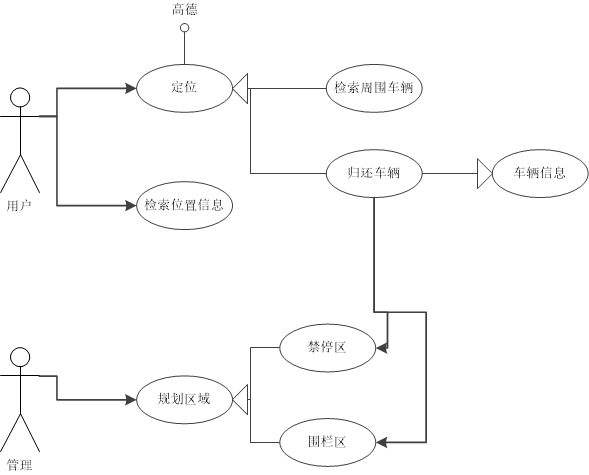 高德
定位
检索周围车辆
归还车辆
车辆信息
用户
检索位置信息
禁停区
规划区域
围栏区
管理